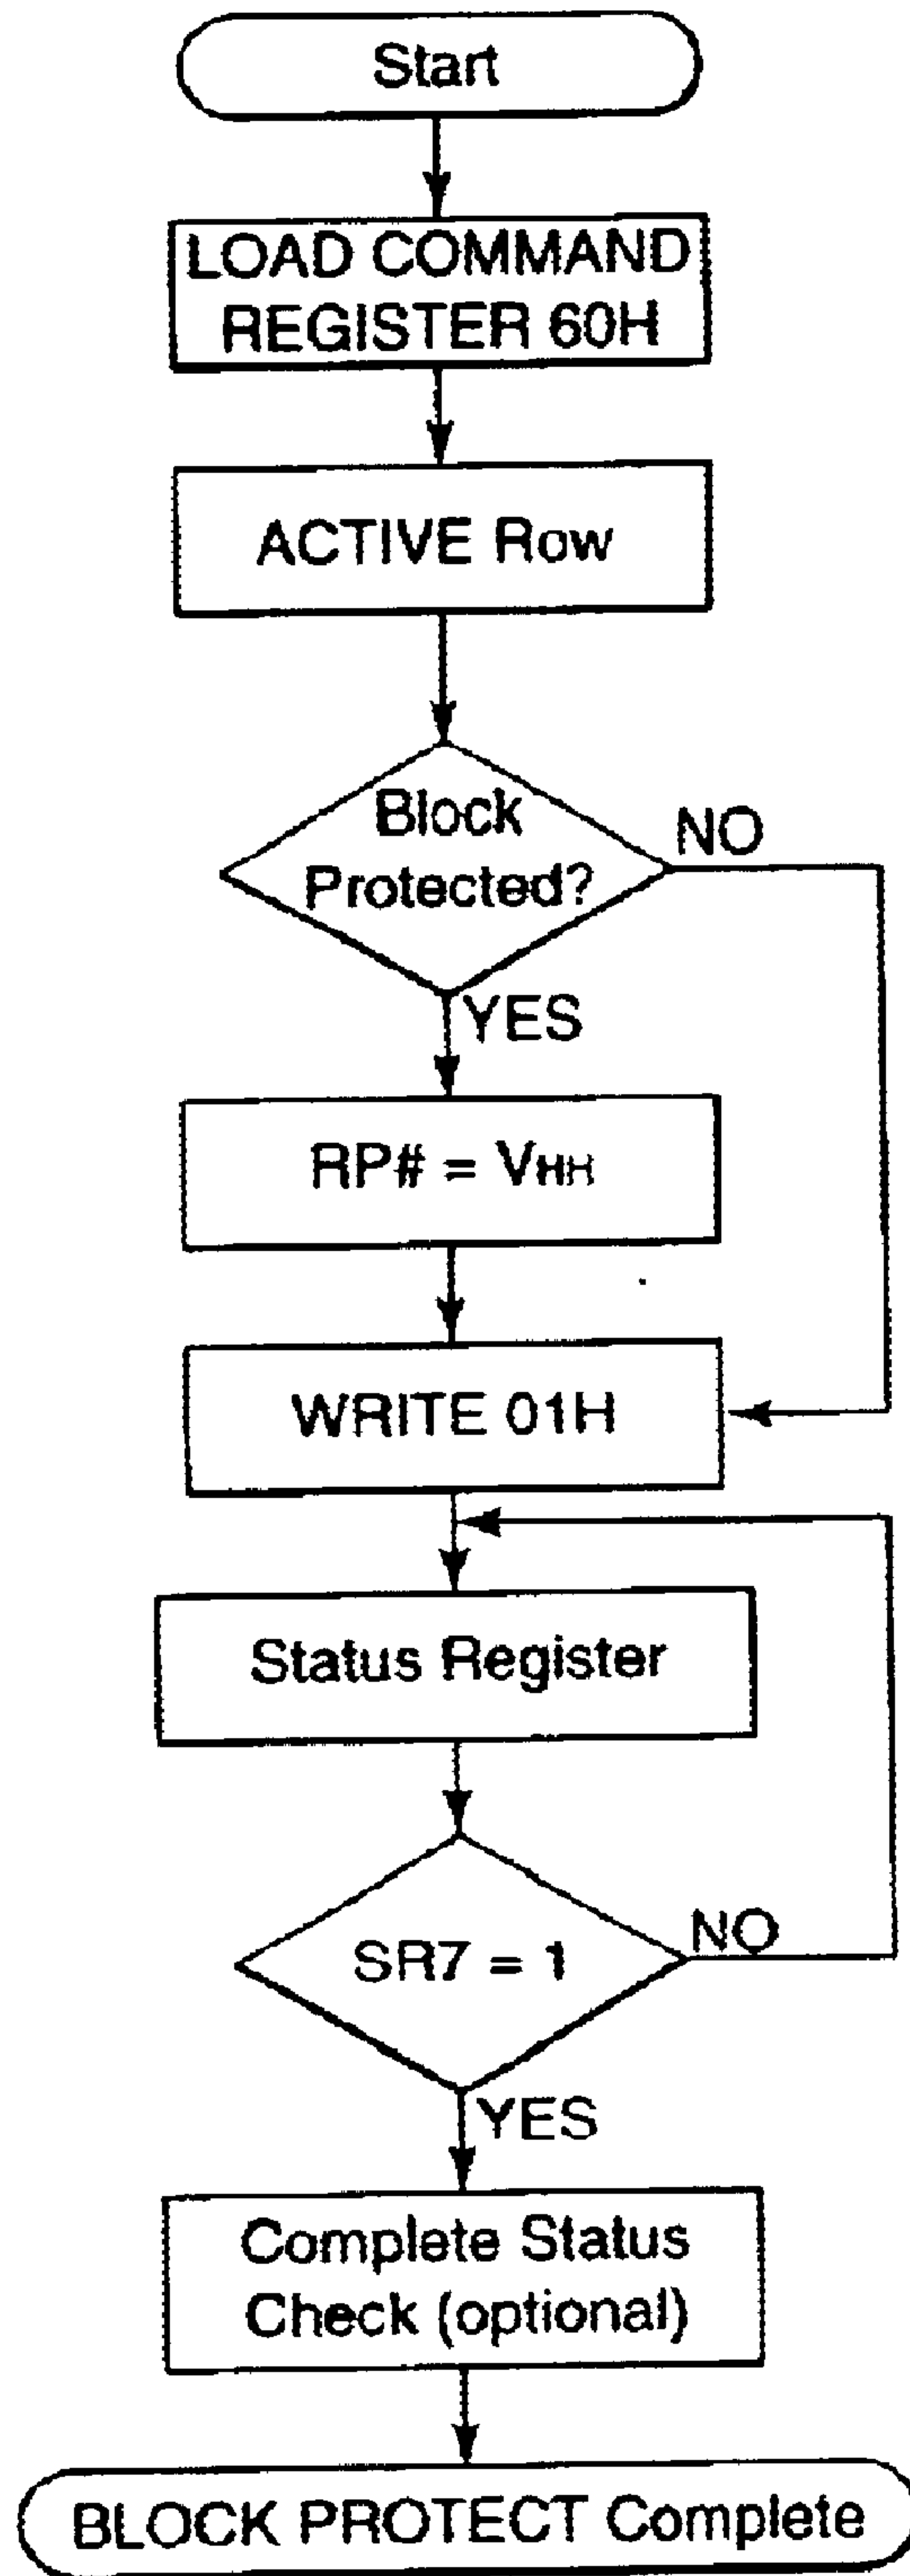 Start
LOAD COMMAND
REGISTER 60H
ACTIVE Row
Block
Protected?
NO
YES
RP# = VHH
WRITE 01H
Status Register
SR7 = 1
NO
YES
Complete Status
Check (optional)
BLOCK PROTECT Complete